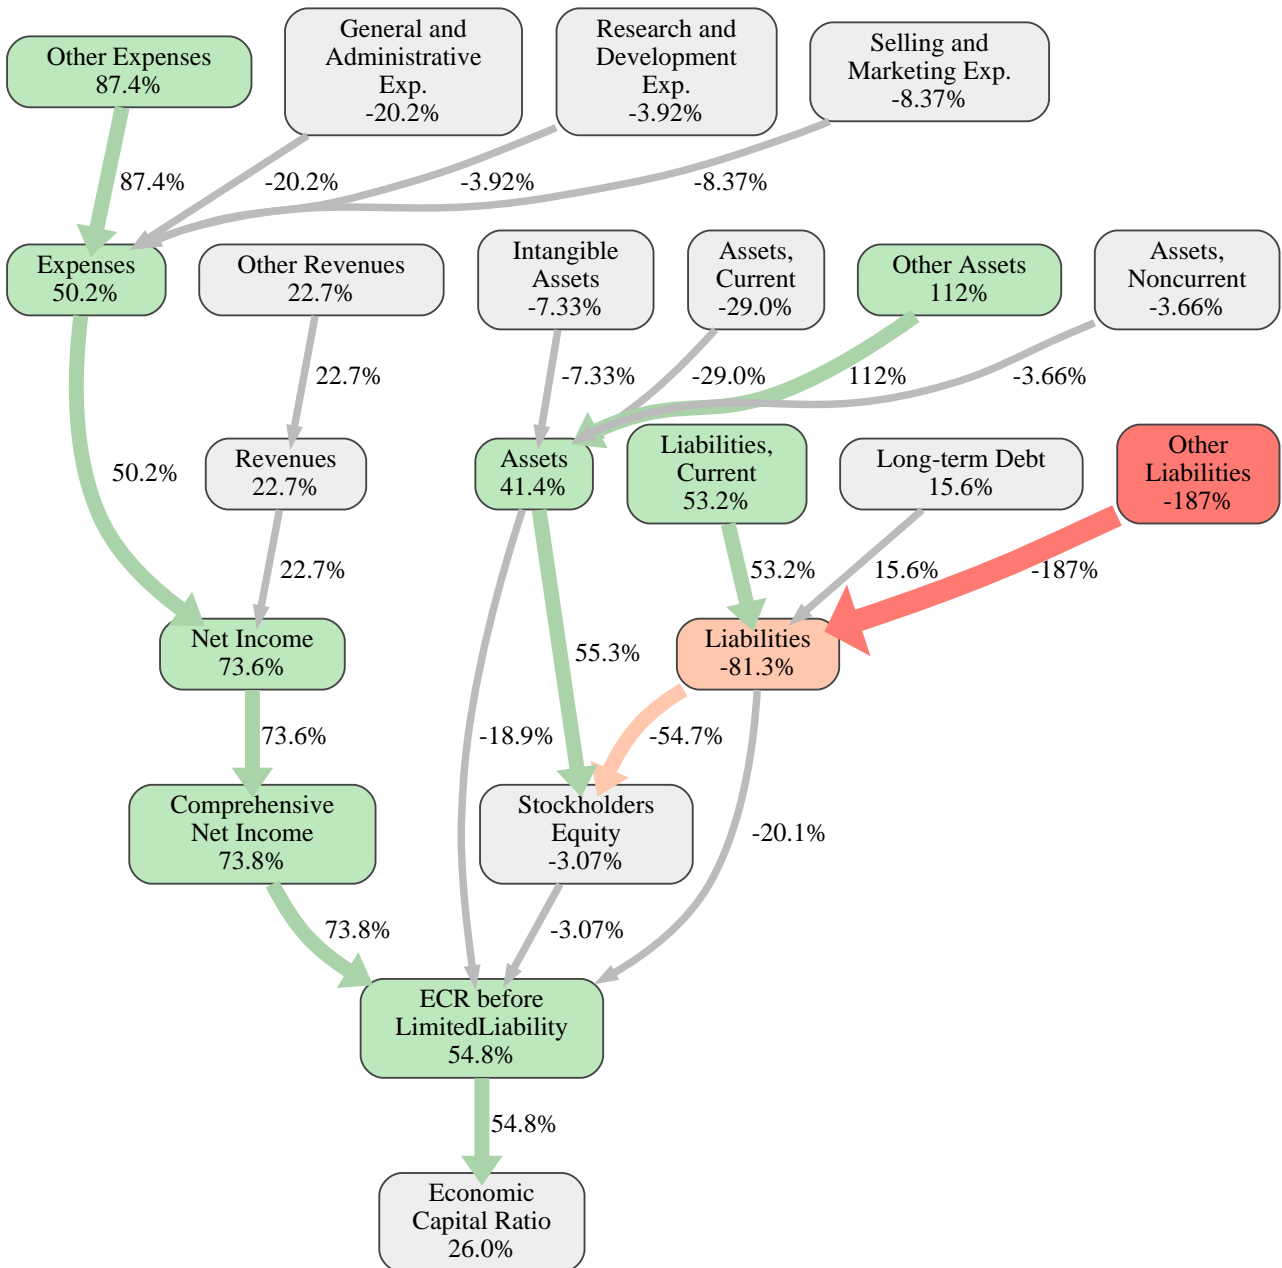 Other Expenses
87.4%
General and
Administrative
Exp.
-20.2%
Research and
Development
Exp.
-3.92%
Selling and
Marketing Exp.
-8.37%
87.4%
-20.2%
-3.92%
-8.37%
Expenses
50.2%
Other Revenues
22.7%
Intangible
Assets
-7.33%
Assets,
Current
-29.0%
Other Assets
112%
Assets,
Noncurrent
-3.66%
22.7%
-7.33%
-29.0%
112%
-3.66%
50.2%
Revenues
22.7%
Assets
41.4%
Liabilities,
Current
53.2%
Long-term Debt
15.6%
Other
Liabilities
-187%
22.7%
53.2%
15.6%
-187%
Net Income
73.6%
55.3%
Liabilities
-81.3%
73.6%
-18.9%
-54.7%
Comprehensive
Net Income
73.8%
Stockholders
Equity
-3.07%
-20.1%
73.8%
-3.07%
ECR before
LimitedLiability
54.8%
54.8%
Economic
Capital Ratio
26.0%